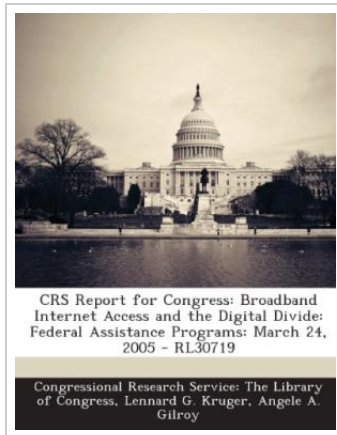 CRS Report for Congress: Broadband
Internet Access and the Digital Divide:
Federal Assistance Programs: March 24,
2005 - RL30719
Congressional Research Service: The Library
of Congress, Lennard G. Kruger, Angele A.
Gilroy